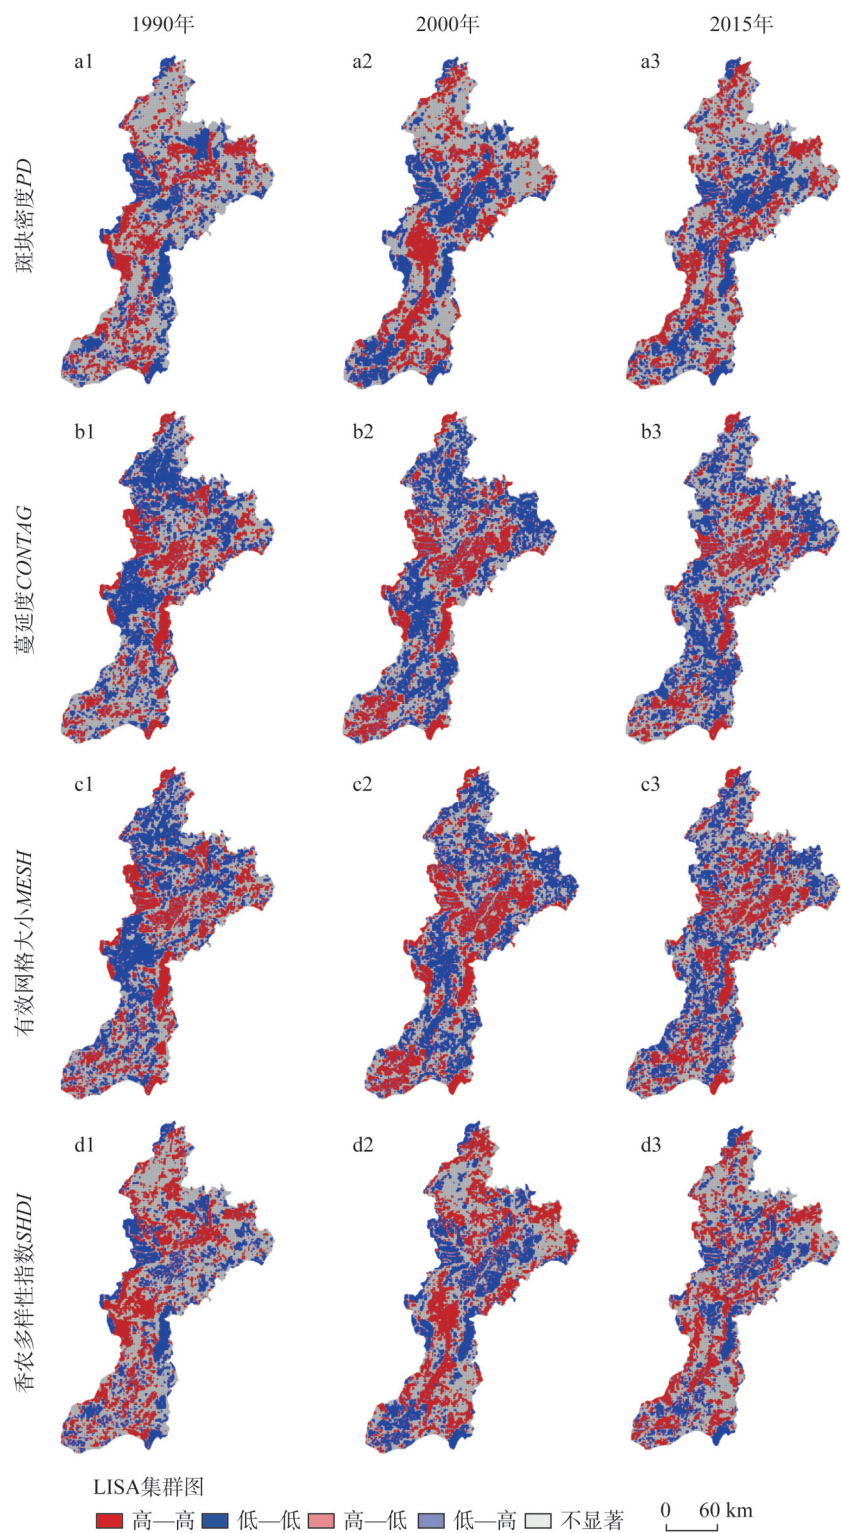 1990年 2000年 2015年
a1 a2 a3
斑块密度PD
b1 b2 b3
蔓延度CONTAG
c1 c2 c3
有效网格大小MESH
d1 d2 d3
香农多样性指数SHDI
LISA集群图
高—高 低—低 高—低 低—高 不显著
0 60 km